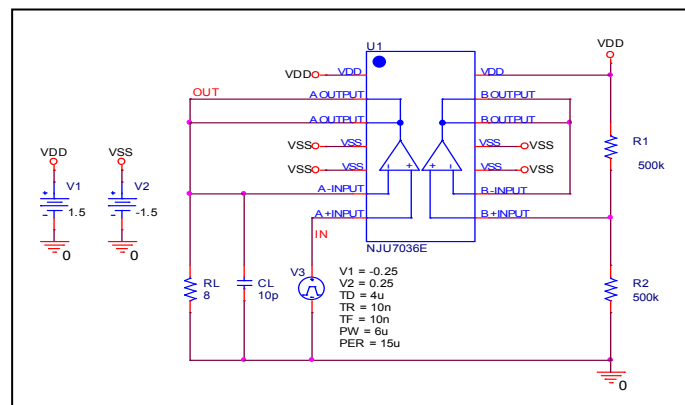 U1
VDD
VDD
VDD
VDD
OUT
A OUTPUT
B OUTPUT
A OUTPUT
B OUTPUT
R1
500k
VSS
VSS
VSS
VSS
VSS
VSS
VSS
VSS
VDD
VSS
A-INPUT
B-INPUT
V1
1.5
V2
-1.5
A+INPUT
B+INPUT
IN
NJU7036E
0
0
RL
8
CL
10p
V3
V1 = -0.25
V2 = 0.25
TD = 4u
TR = 10n
TF = 10n
PW = 6u
PER = 15u
R2
500k
0